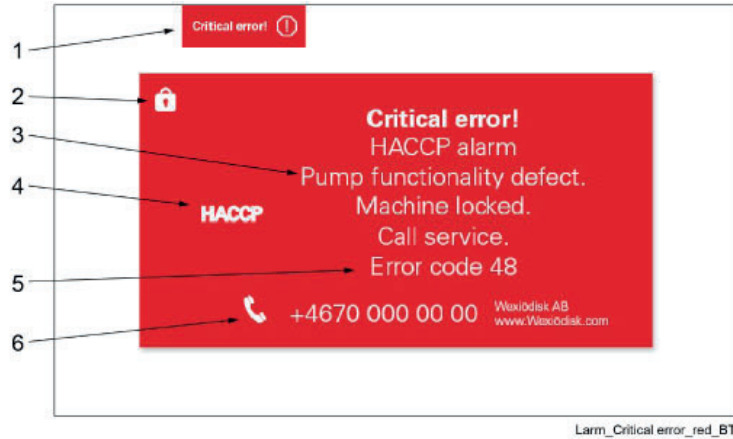 Critical error!
1
2
3
4
5
6
Critical error!
HACCP alarm
Pump functionality defect.
Machine locked.
Call service.
Error code 48
HACCP
+4670 000 00 00
Wexiödisk AB
www.Wexiödisk.com
Larm_Critical error_red_BT